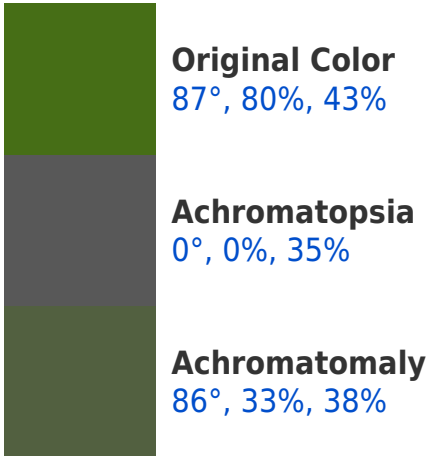 Original Color
87°, 80%, 43%
Achromatopsia
0°, 0%, 35%
Achromatomaly
86°, 33%, 38%